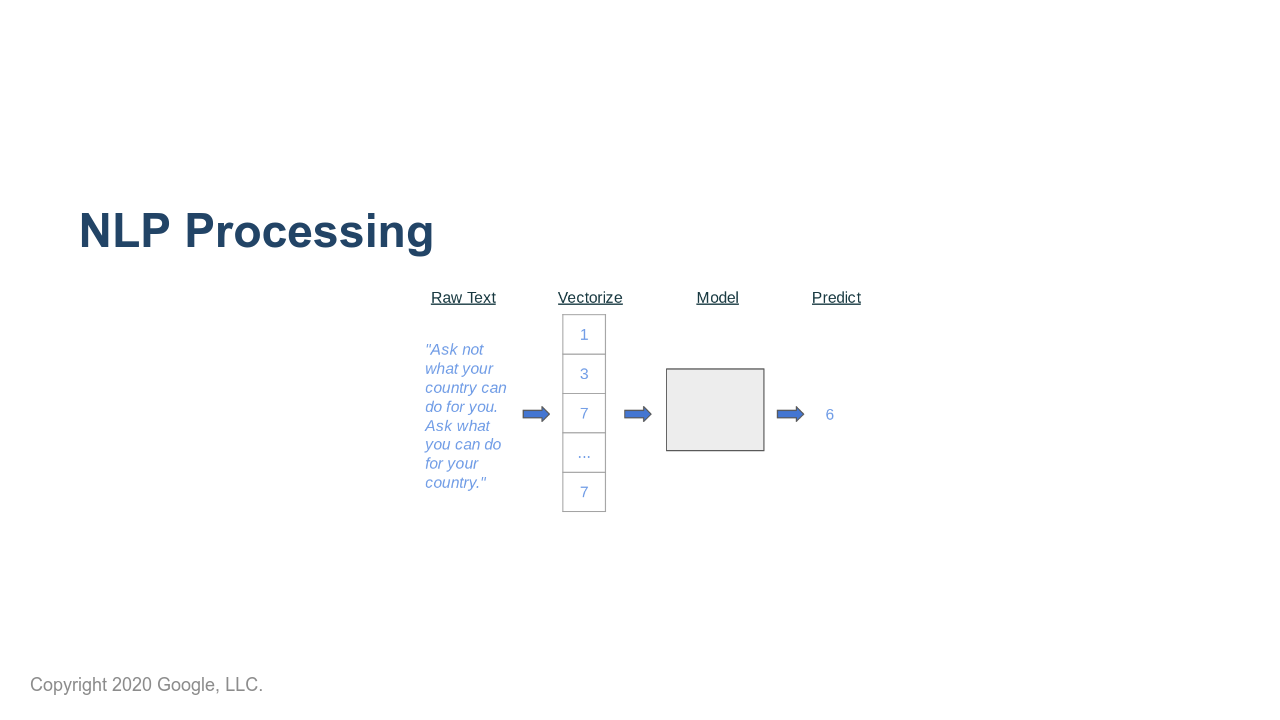 NLP Processing
Raw Text
Vectorize
Model
Predict
"Ask not
what your
country can
do for you.
Ask what
you can do
for your
country."
1
3
7
...
7
6
Copyright 2020 Google, LLC.